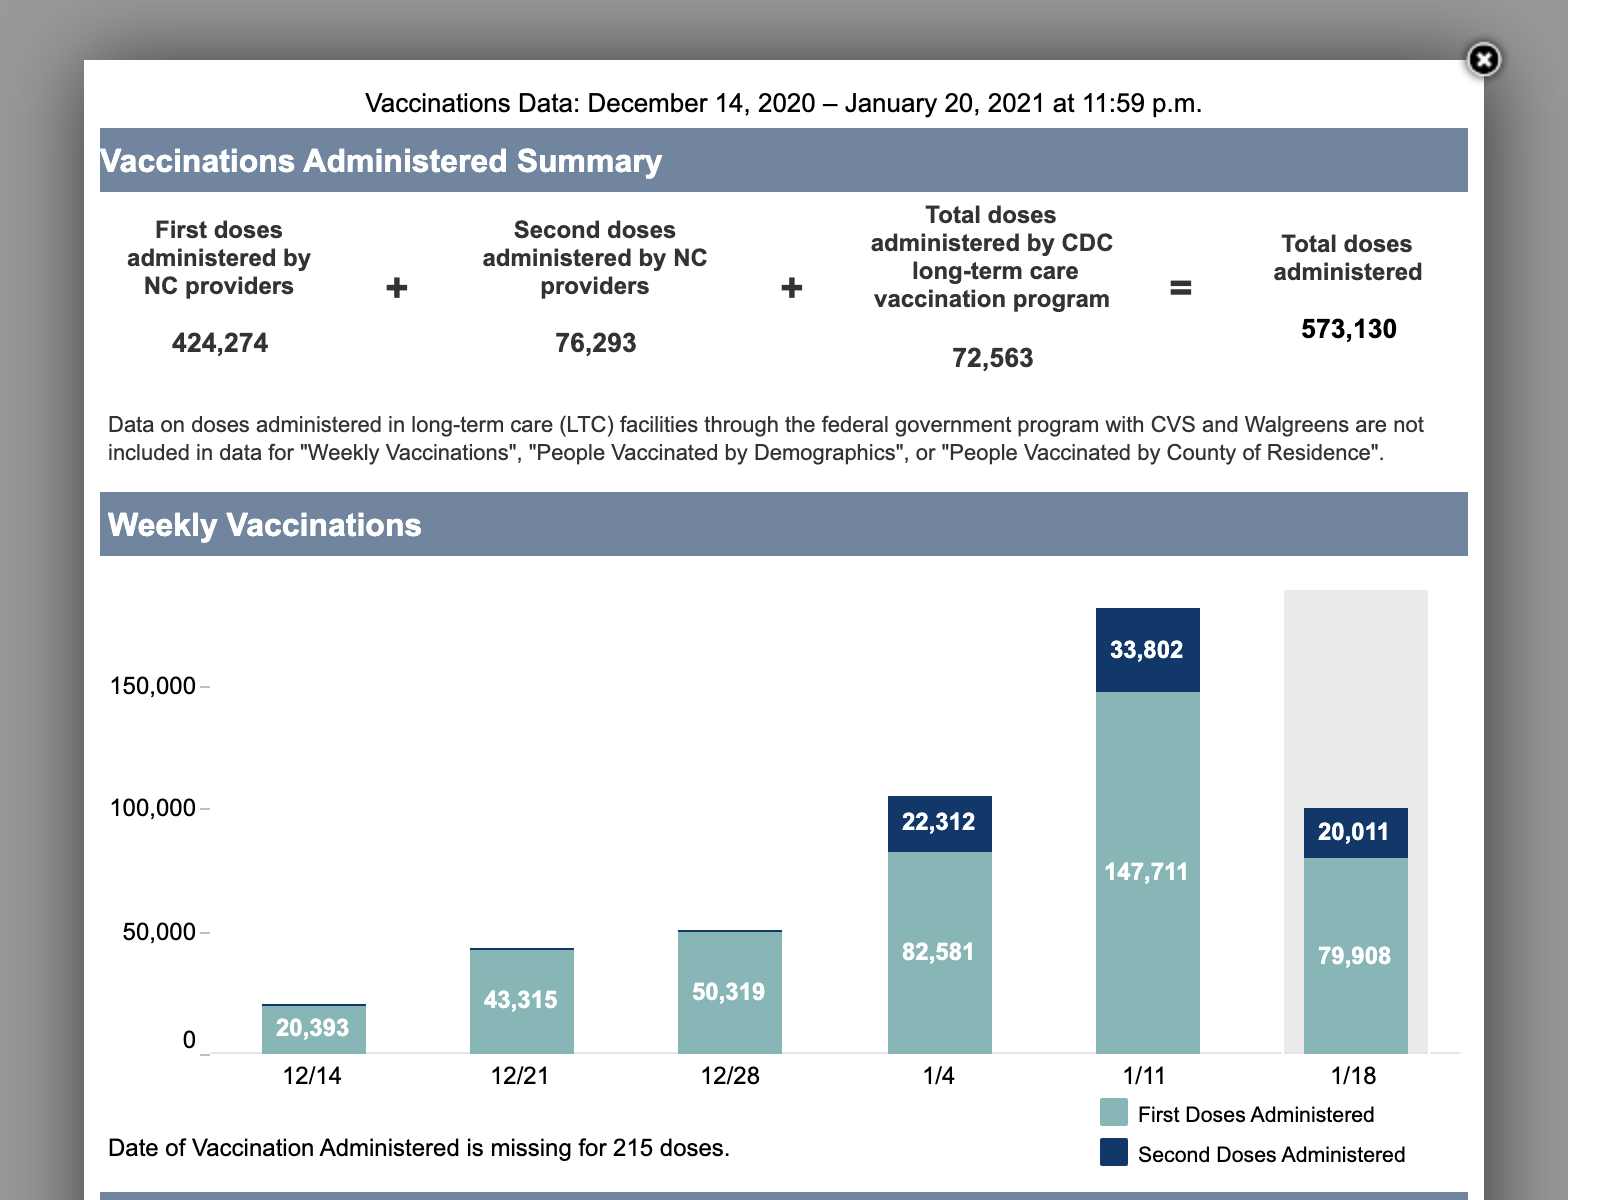 Vaccinations Data: December 14, 2020 – January 20, 2021 at 11:59 p.m.
Vaccinations Administered Summary
First doses
administered by
NC providers
424,274
+
Second doses
administered by NC
providers
76,293
+
Total doses
administered by CDC
long-term care
vaccination program
72,563
=
Total doses
administered
573,130
Data on doses administered in long-term care (LTC) facilities through the federal government program with CVS and Walgreens are not
included in data for "Weekly Vaccinations", "People Vaccinated by Demographics", or "People Vaccinated by County of Residence".
Weekly Vaccinations
150,000
100,000
50,000
0
20,393
43,315
50,319
22,312
82,581
33,802
147,711
20,011
79,908
12/14
12/21
12/28
1/4
1/11
1/18
First Doses Administered
Second Doses Administered
Date of Vaccination Administered is missing for 215 doses.